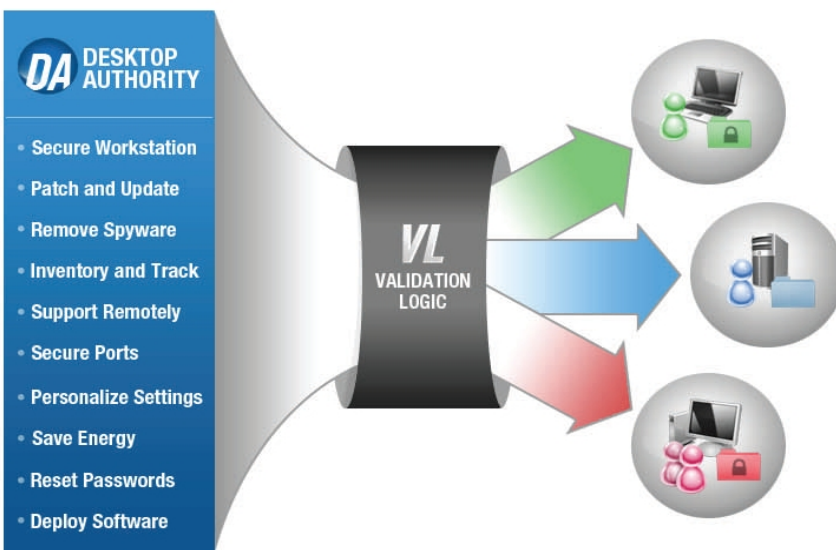 DA DESKTOP
AUTHORITY
• Secure Workstation
• Patch and Update
• Remove Spyware
• Inventory and Track
• Support Remotely
• Secure Ports
• Personalize Settings
• Save Energy
• Reset Passwords
• Deploy Software
VL
VALIDATION
LOGIC